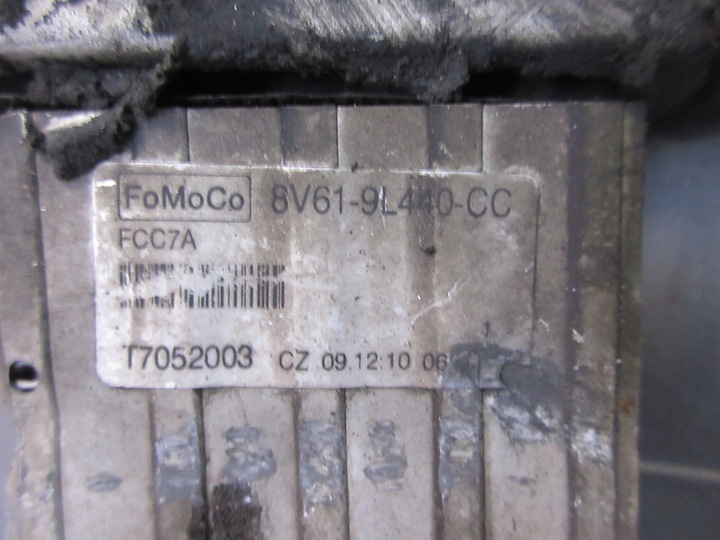 FoMoCo 8V61-9L440-CC
FCC7A
T7052003 CZ 09.12.10 06